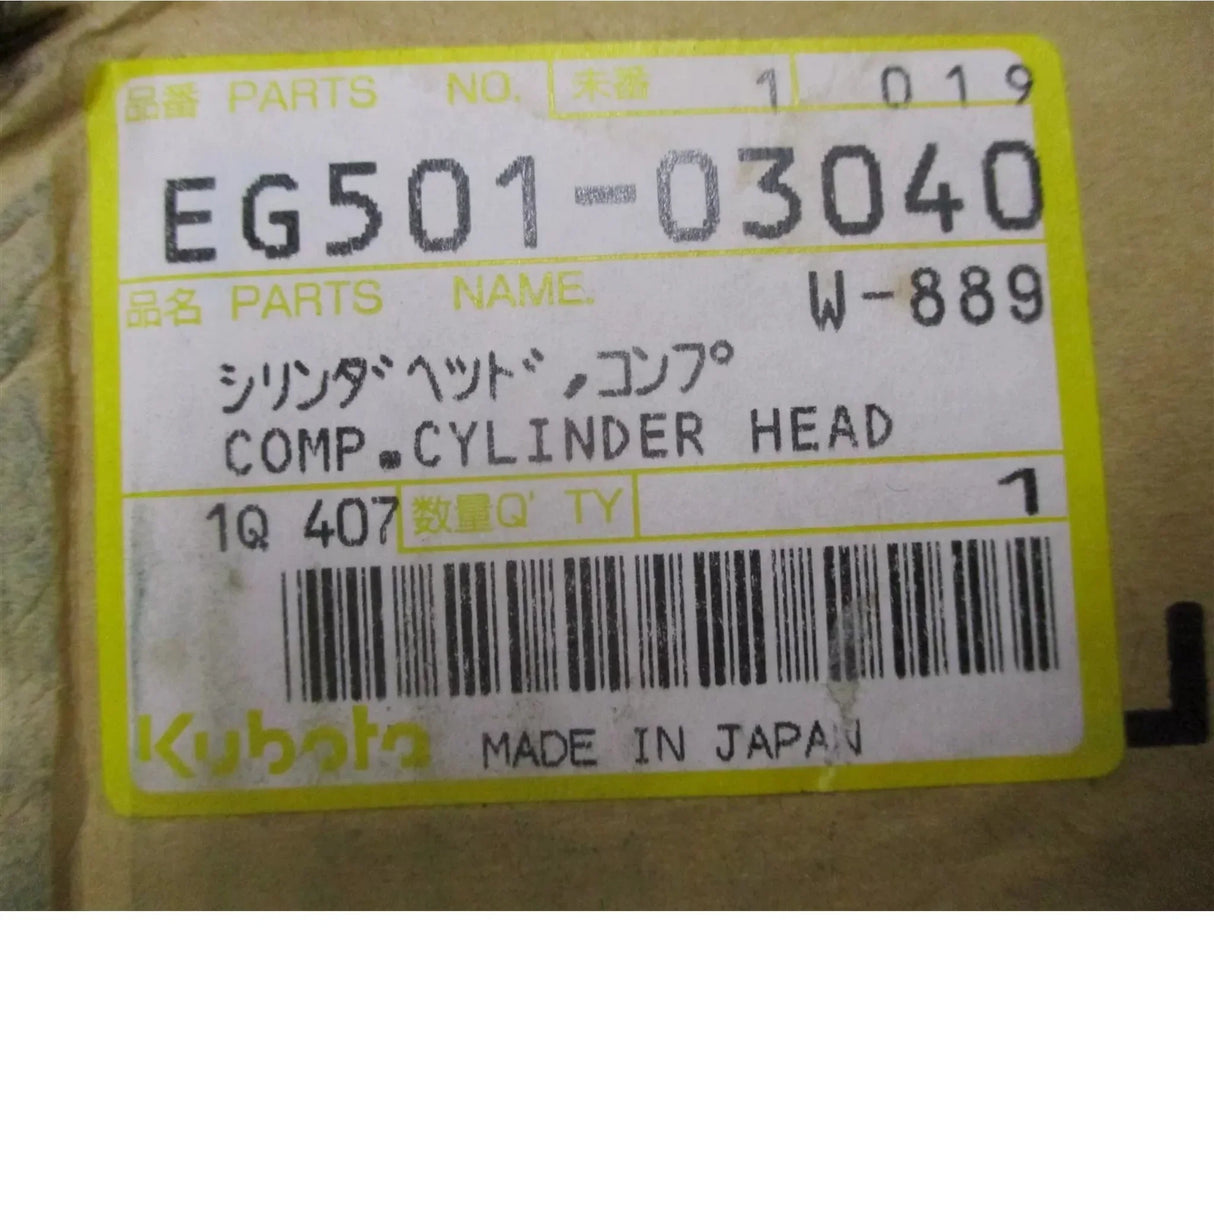 品番 PARTS NO. 末番 1 019
EG501-03040
品名 PARTS NAME. W-889
シリンダヘッド,コンプ
COMP.CYLINDER HEAD
1Q 407 数量Q'TY 1
Kubota MADE IN JAPAN